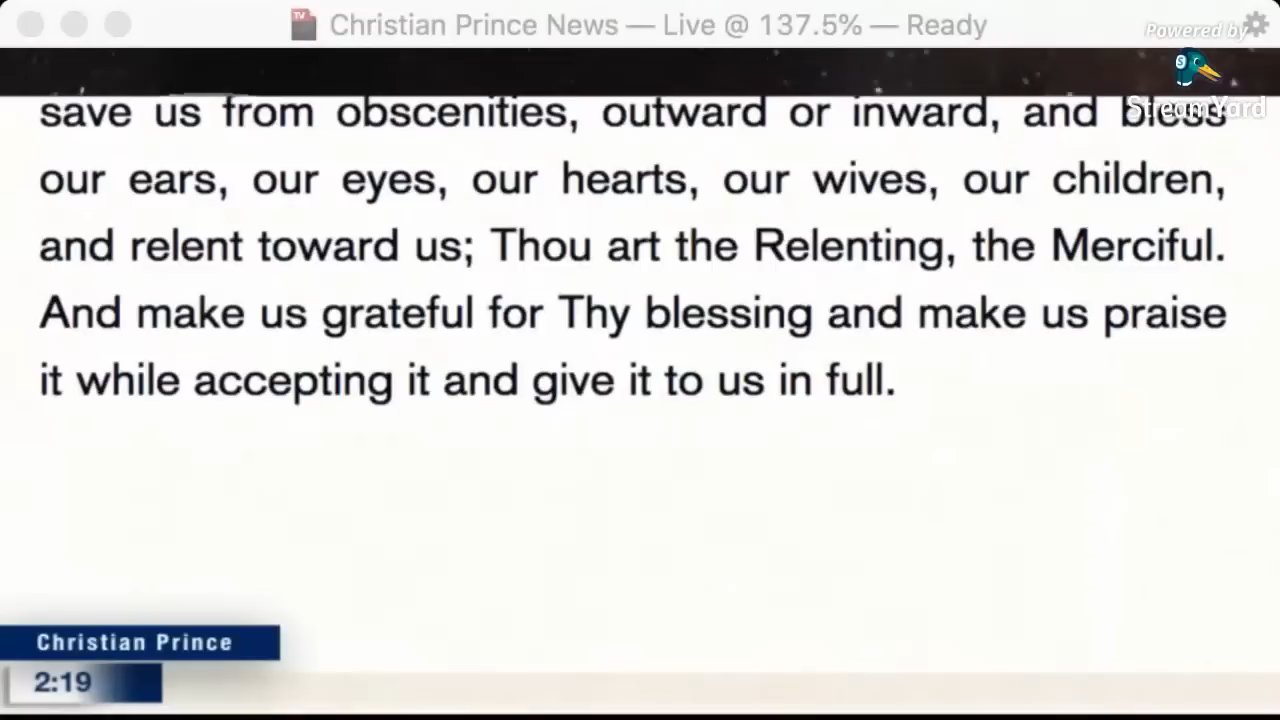 Christian Prince News — Live @ 137.5% — Ready
Powered by
StreamYard
save us from obscenities, outward or inward, and bless
our ears, our eyes, our hearts, our wives, our children,
and relent toward us; Thou art the Relenting, the Merciful.
And make us grateful for Thy blessing and make us praise
it while accepting it and give it to us in full.
Christian Prince
2:19